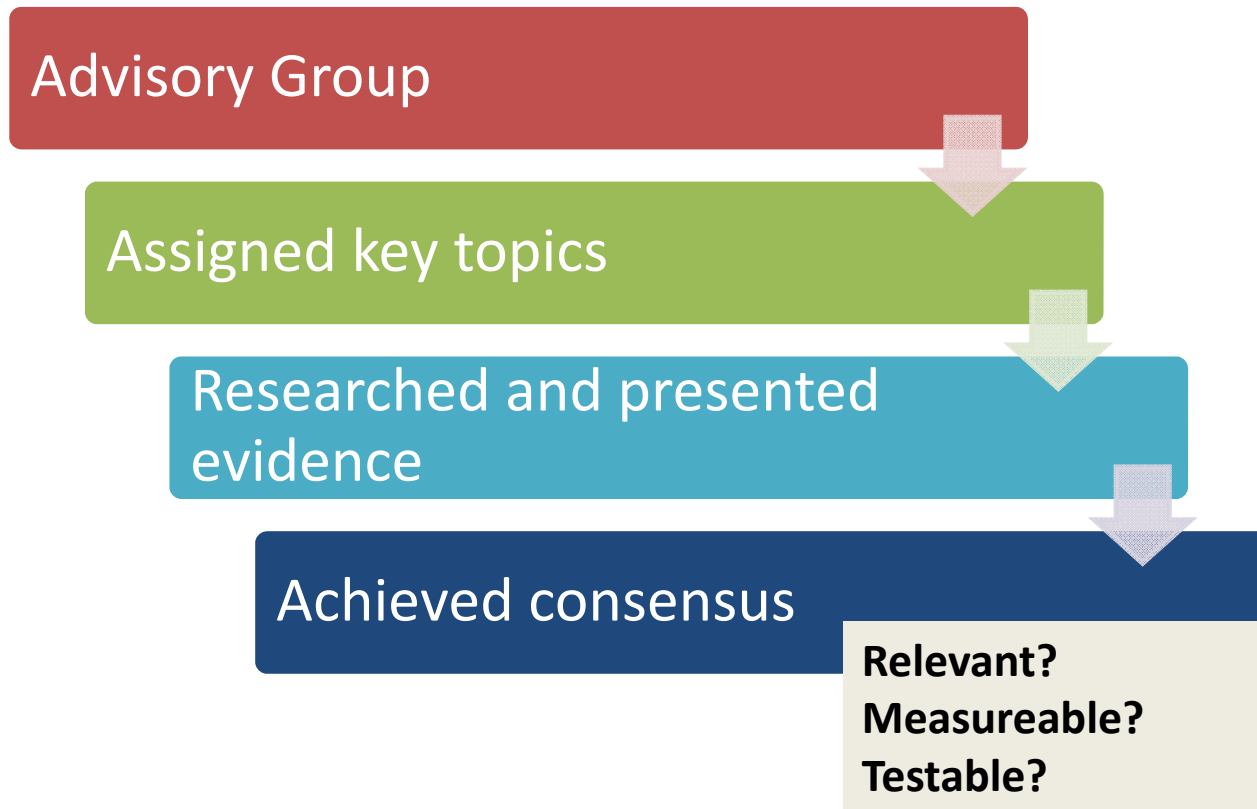 Advisory Group
Assigned key topics
Researched and presented
evidence
Achieved consensus
Relevant?
Measureable?
Testable?